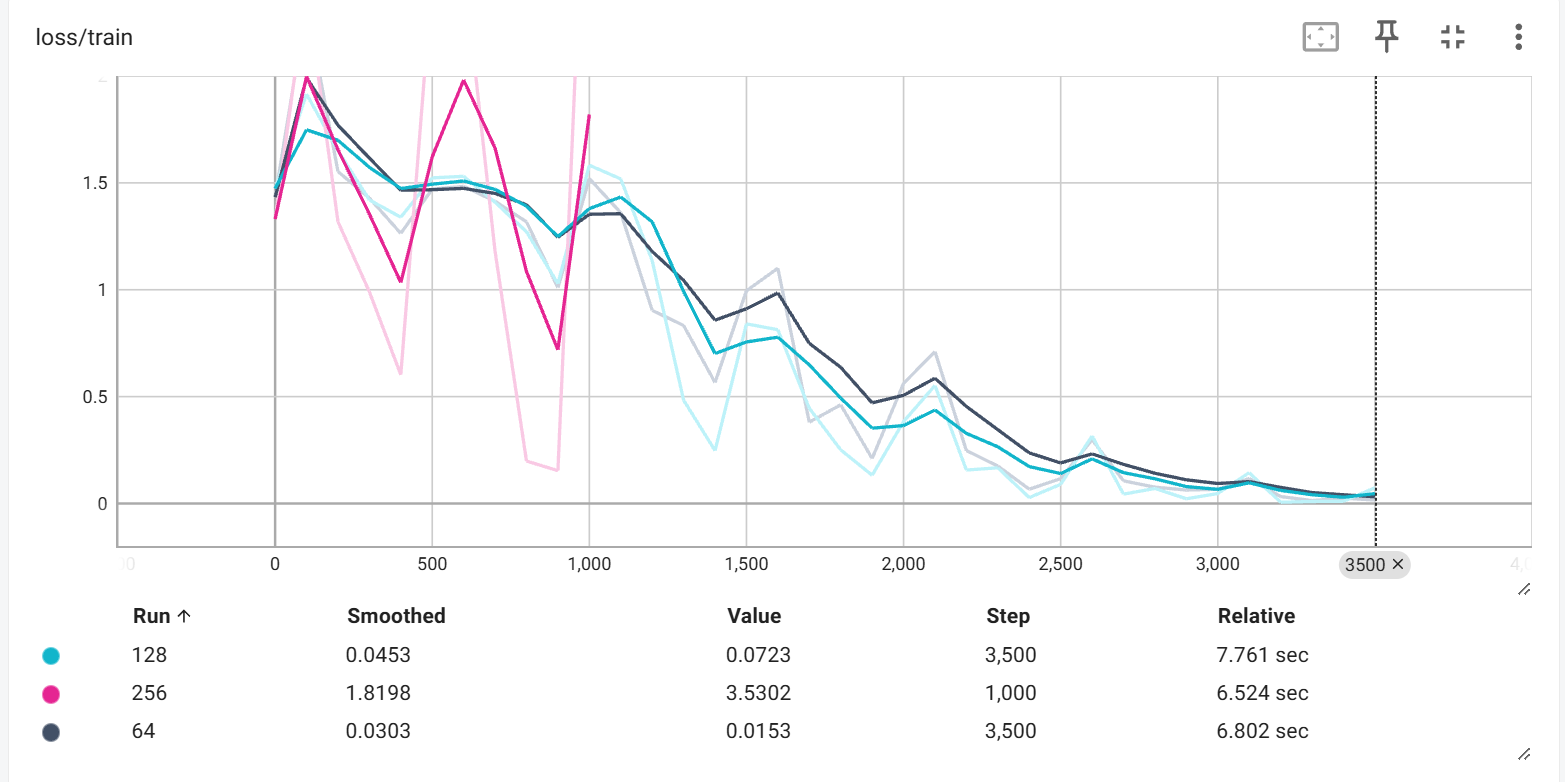 loss/train
2
1.5
1
0.5
0
0 500 1,000 1,500 2,000 2,500 3,000 3500 ✕
Run ↑ Smoothed Value Step Relative
128 0.0453 0.0723 3,500 7.761 sec
256 1.8198 3.5302 1,000 6.524 sec
64 0.0303 0.0153 3,500 6.802 sec